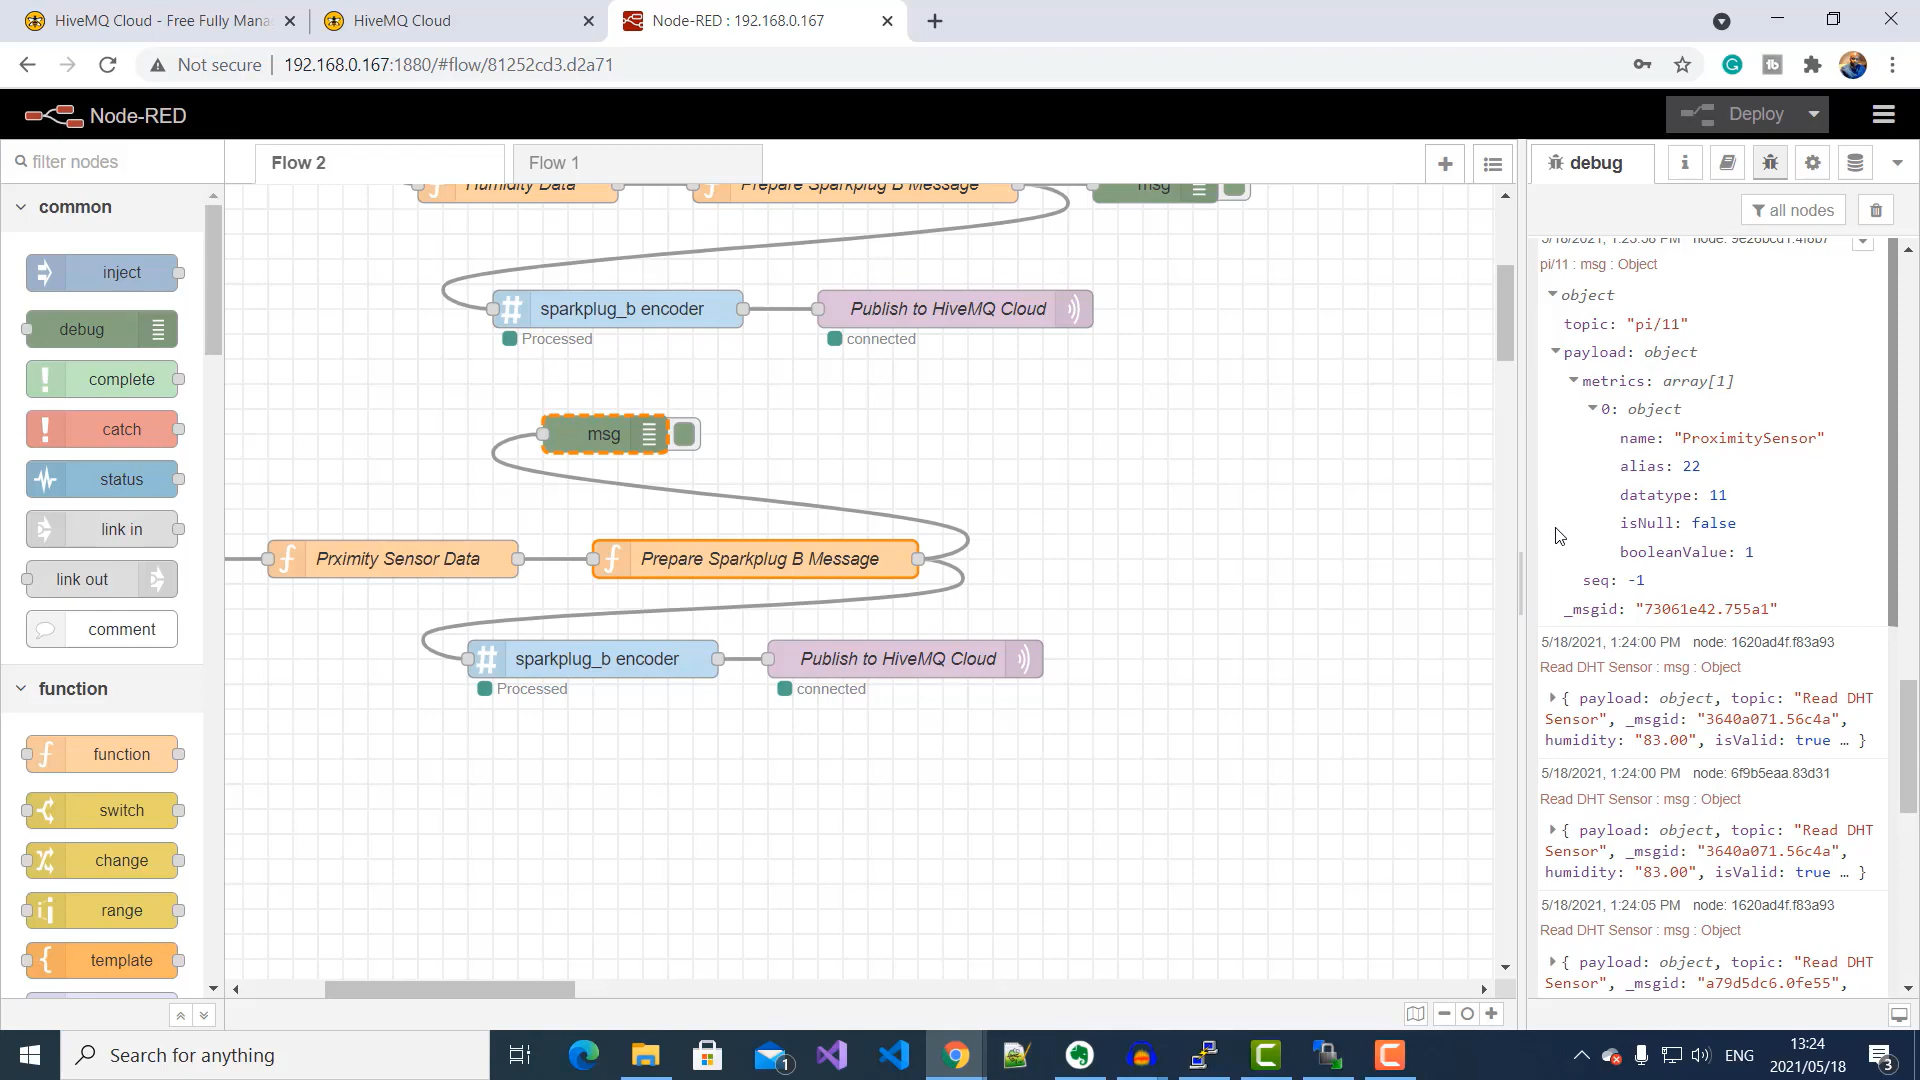 HiveMQ Cloud - Free Fully Mana
HiveMQ Cloud
Node-RED : 192.168.0.167
Not secure
192.168.0.167:1880/#flow/81252cd3.d2a71
Node-RED
Deploy
filter nodes
Flow 2
Flow 1
debug
all nodes
common
inject
debug
complete
catch
status
link in
link out
comment
function
function
switch
change
range
template
Humidity Data
Prepare Sparkplug B Message
msg
sparkplug_b encoder
Processed
Publish to HiveMQ Cloud
connected
msg
Prximity Sensor Data
Prepare Sparkplug B Message
sparkplug_b encoder
Processed
Publish to HiveMQ Cloud
connected
pi/11 : msg : Object
object
topic: "pi/11"
payload: object
metrics: array[1]
0: object
name: "ProximitySensor"
alias: 22
datatype: 11
isNull: false
booleanValue: 1
seq: -1
_msgid: "73061e42.755a1"
5/18/2021, 1:24:00 PM node: 1620ad4f.f83a93
Read DHT Sensor : msg : Object
{ payload: object, topic: "Read DHT
Sensor", _msgid: "3640a071.56c4a",
humidity: "83.00", isValid: true … }
5/18/2021, 1:24:00 PM node: 6f9b5eaa.83d31
Read DHT Sensor : msg : Object
{ payload: object, topic: "Read DHT
Sensor", _msgid: "3640a071.56c4a",
humidity: "83.00", isValid: true … }
5/18/2021, 1:24:05 PM node: 1620ad4f.f83a93
Read DHT Sensor : msg : Object
{ payload: object, topic: "Read DHT
Sensor", _msgid: "a79d5dc6.0fe55",
Search for anything
1
ENG
13:24
2021/05/18
3